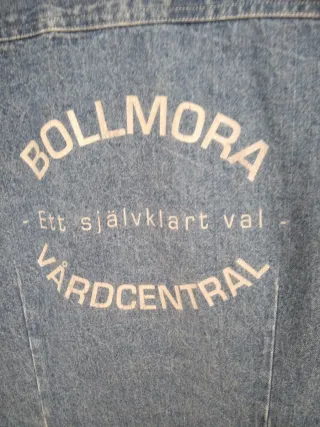 BOLLMORA
- Ett självklart val -
VÅRDCENTRAL